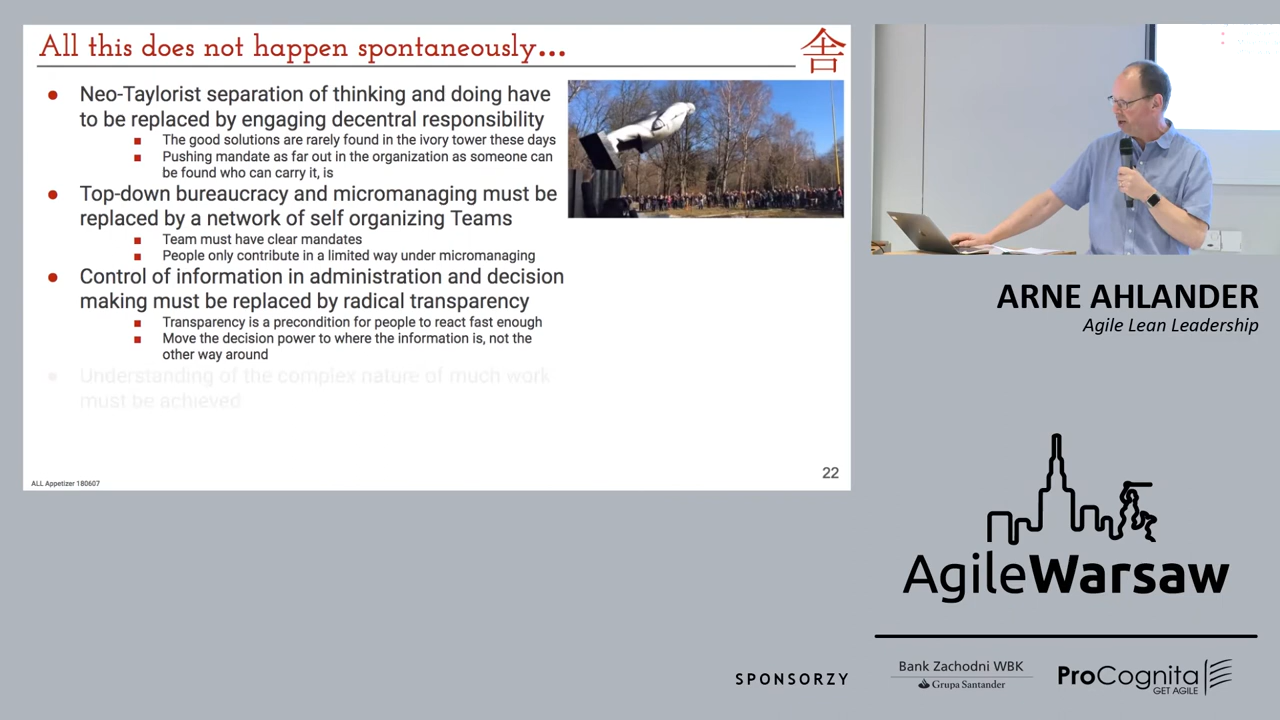 All this does not happen spontaneously...
舎
Neo-Taylorist separation of thinking and doing have
to be replaced by engaging decentral responsibility
The good solutions are rarely found in the ivory tower these days
Pushing mandate as far out in the organization as someone can
be found who can carry it, is
Top-down bureaucracy and micromanaging must be
replaced by a network of self organizing Teams
Team must have clear mandates
People only contribute in a limited way under micromanaging
Control of information in administration and decision
making must be replaced by radical transparency
Transparency is a precondition for people to react fast enough
Move the decision power to where the information is, not the
other way around
Understanding of the complex nature of much work
must be achieved
ALL Appetizer 180607
22
ARNE AHLANDER
Agile Lean Leadership
AgileWarsaw
SPONSORZY
Bank Zachodni WBK
Grupa Santander
ProCognita
GET AGILE